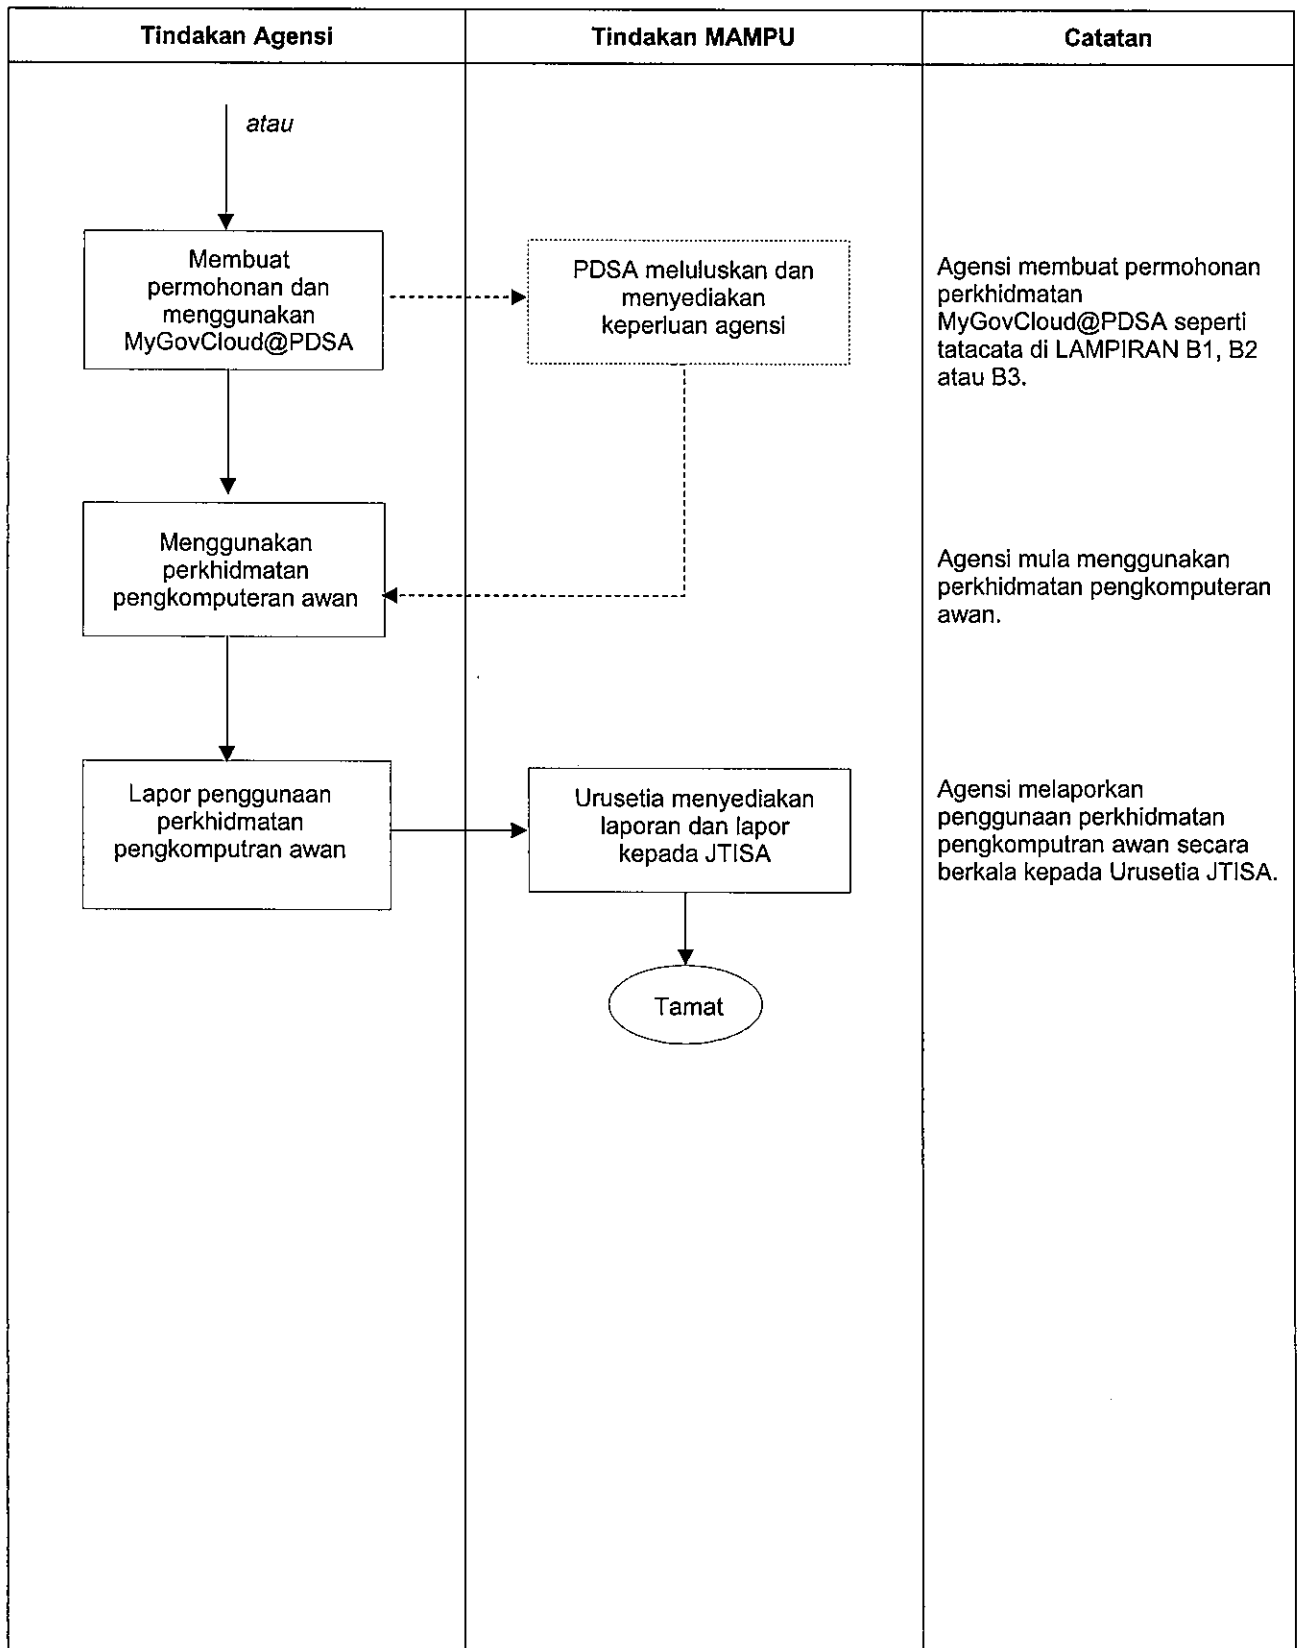 Tindakan Agensi
Tindakan MAMPU
Catatan
atau
Membuat
permohonan dan
menggunakan
MyGovCloud@PDSA
PDSA meluluskan dan
menyediakan
keperluan agensi
Agensi membuat permohonan
perkhidmatan
MyGovCloud@PDSA seperti
tatacata di LAMPIRAN B1, B2
atau B3.
Menggunakan
perkhidmatan
pengkomputeran awan
Agensi mula menggunakan
perkhidmatan pengkomputeran
awan.
Lapor penggunaan
perkhidmatan
pengkomputran awan
Urusetia menyediakan
laporan dan lapor
kepada JTISA
Agensi melaporkan
penggunaan perkhidmatan
pengkomputran awan secara
berkala kepada Urusetia JTISA.
Tamat